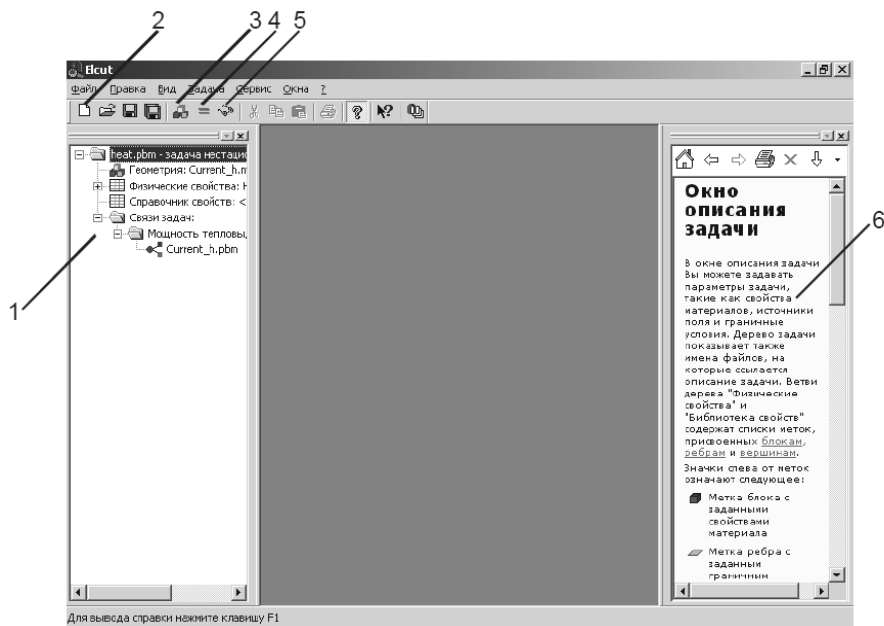 2
3 4 5
Elcut
Файл Правка Вид Задача Сервис Окна ?
heat.pbm - задача нестацио
Геометрия: Current_h.m
Физические свойства: H
Справочник свойств: <
Связи задач:
Мощность тепловы
Current_h.pbm
1
Окно
описания
задачи
В окне описания задачи
Вы можете задавать
параметры задачи,
такие как свойства
материалов, источники
поля и граничные
условия. Дерево задачи
показывает также
имена файлов, на
которые ссылается
описание задачи. Ветви
дерева "Физические
свойства" и
"Библиотека свойств"
содержат списки меток,
присвоенных блокам,
ребрам и вершинам.
Значки слева от меток
означают следующее:
Метка блока с
заданными
свойствами
материала
Метка ребра с
заданным
граничным
6
Для вывода справки нажмите клавишу F1